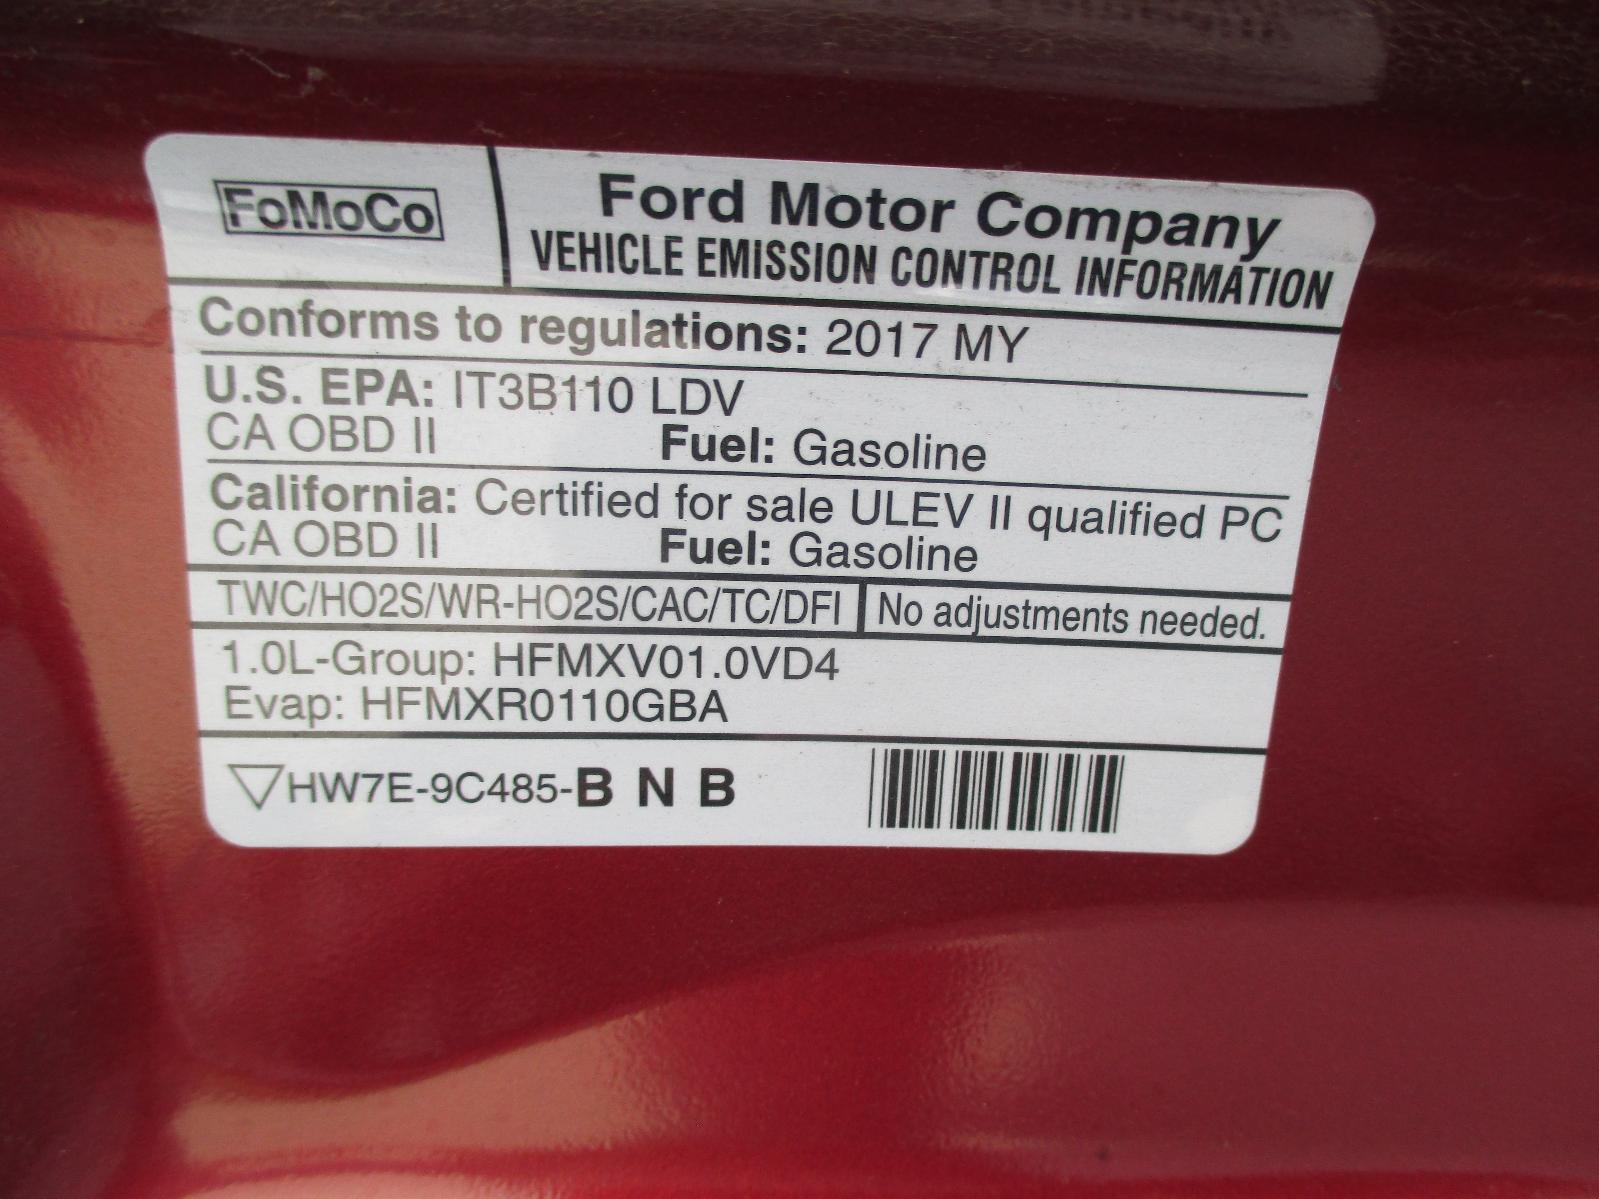 FoMoCo
Ford Motor Company
VEHICLE EMISSION CONTROL INFORMATION
Conforms to regulations: 2017 MY
U.S. EPA: IT3B110 LDV
CA OBD II Fuel: Gasoline
California: Certified for sale ULEV II qualified PC
CA OBD II Fuel: Gasoline
TWC/HO2S/WR-HO2S/CAC/TC/DFI No adjustments needed.
1.0L-Group: HFMXV01.0VD4
Evap: HFMXR0110GBA
HW7E-9C485-B N B